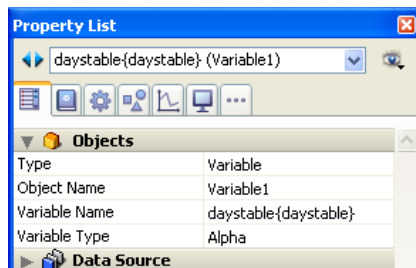 Property List
daystable{daystable} (Variable1)
Objects
Type Variable
Object Name Variable1
Variable Name daystable{daystable}
Variable Type Alpha
Data Source